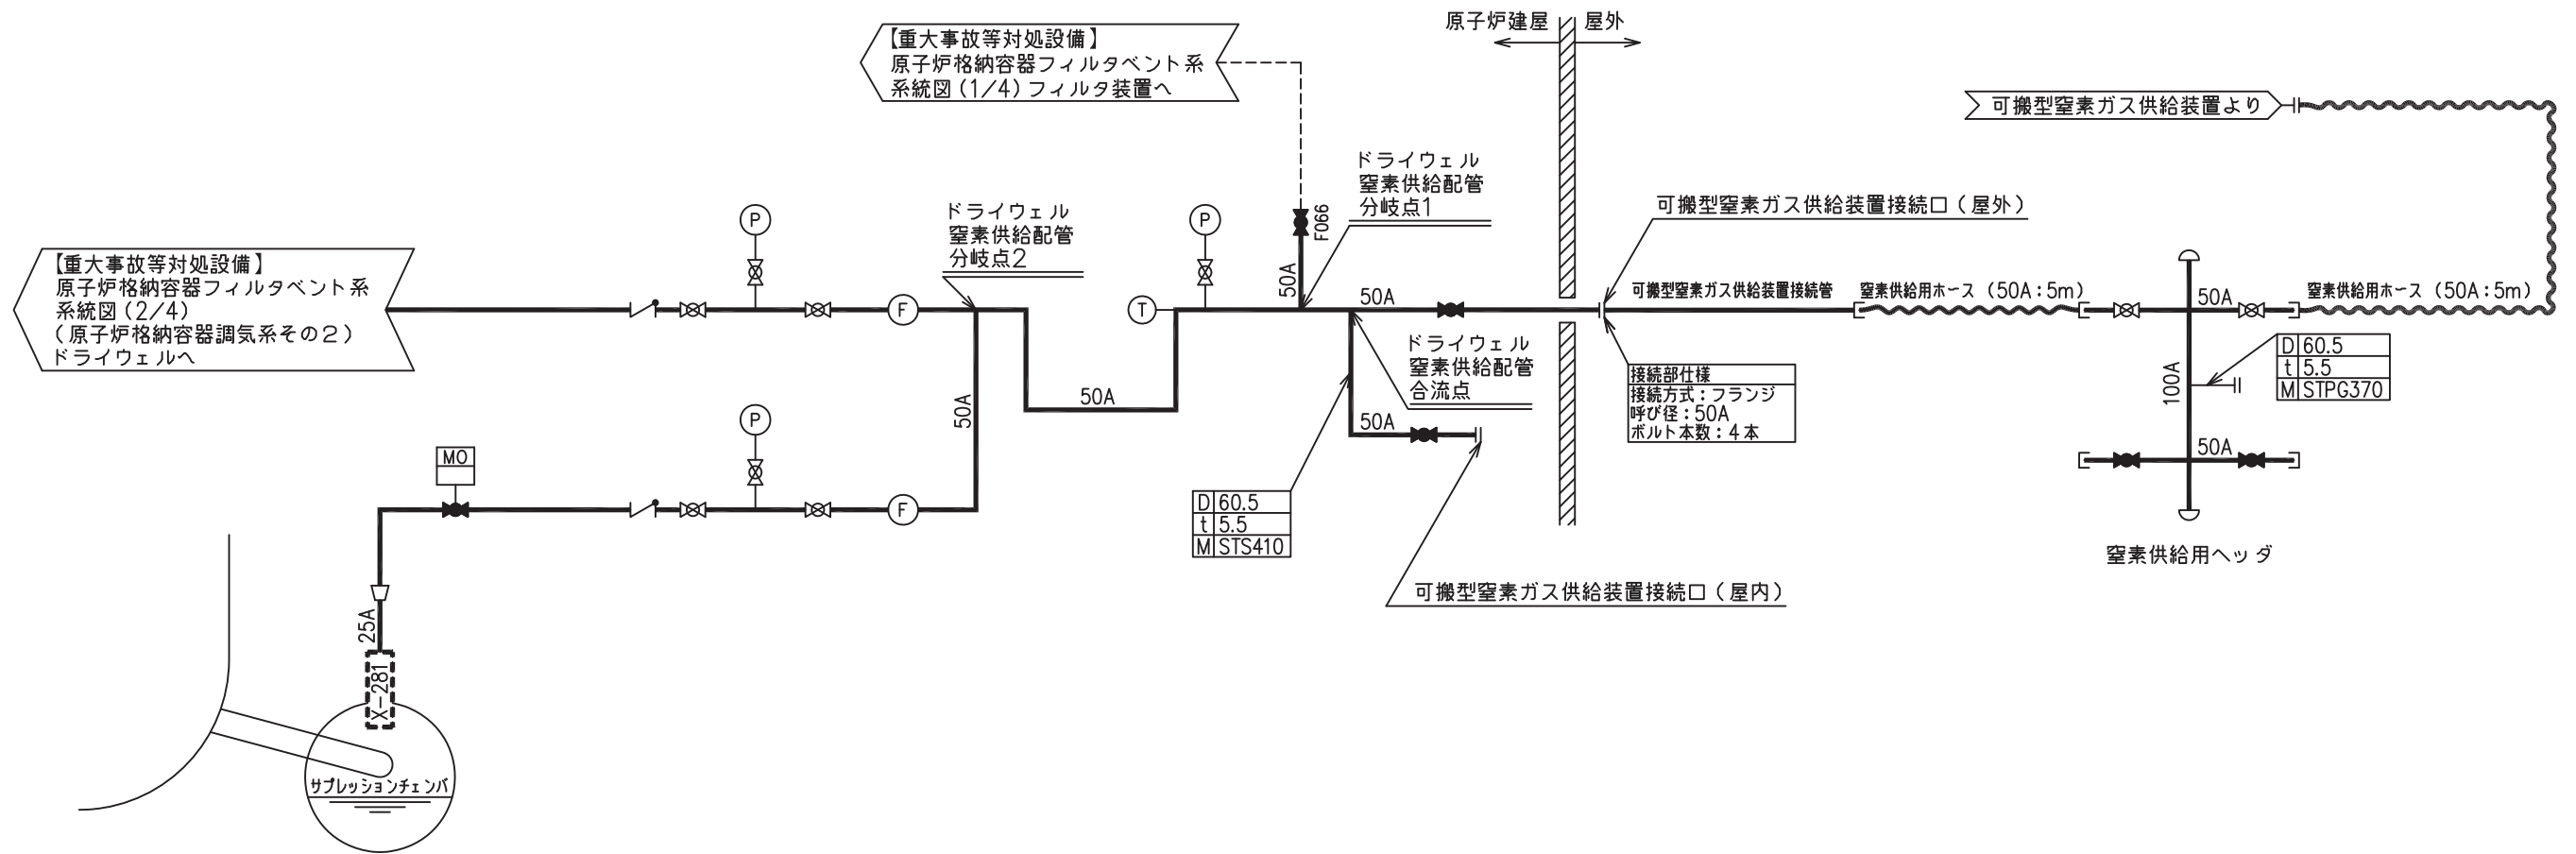 原子炉建屋
屋外
【重大事故等対処設備】
原子炉格納容器フィルタベント系
系統図(1/4)フィルタ装置へ
可搬型窒素ガス供給装置より
ドライウェル
窒素供給配管
分岐点1
可搬型窒素ガス供給装置接続口(屋外)
P
ドライウェル
窒素供給配管
分岐点2
P
F066
50A
【重大事故等対処設備】
原子炉格納容器フィルタベント系
系統図(2/4)
(原子炉格納容器調気系その2)
ドライウェルへ
F
T
50A
可搬型窒素ガス供給装置接続管
窒素供給用ホース(50A:5m)
50A
窒素供給用ホース(50A:5m)
ドライウェル
窒素供給配管
合流点
接続部仕様
接続方式:フランジ
呼び径:50A
ボルト本数:4本
D 60.5
t 5.5
M STPG370
100A
50A
50A
P
50A
50A
MO
F
D 60.5
t 5.5
M STS410
窒素供給用ヘッダ
可搬型窒素ガス供給装置接続口(屋内)
25A
X-281
サプレッションチェンバ